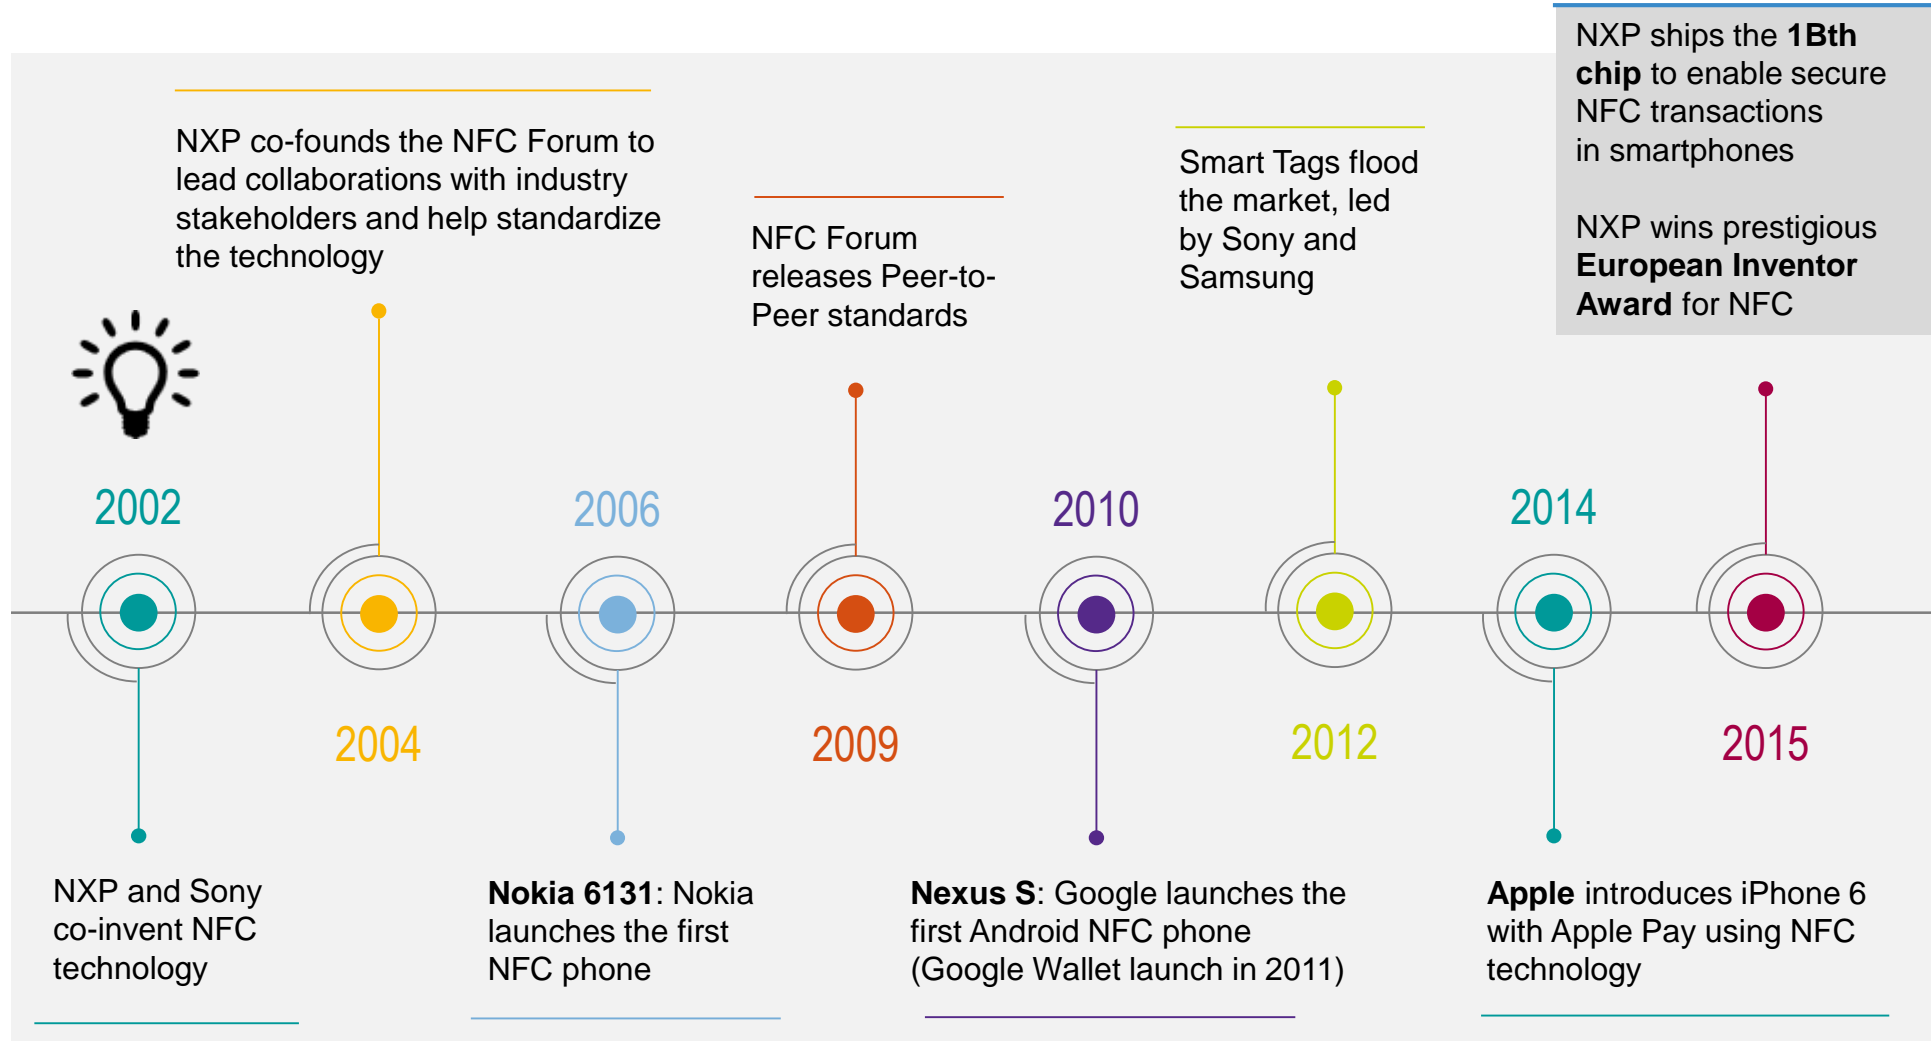 NXP ships the 1Bth
chip to enable secure
NFC transactions
in smartphones
NXP wins prestigious
European Inventor
Award for NFC
NXP co-founds the NFC Forum to
lead collaborations with industry
stakeholders and help standardize
the technology
NFC Forum
releases Peer-to-
Peer standards
Smart Tags flood
the market, led
by Sony and
Samsung
2002
2006
2010
2014
2004
2009
2012
2015
NXP and Sony
co-invent NFC
technology
Nokia 6131: Nokia
launches the first
NFC phone
Nexus S: Google launches the
first Android NFC phone
(Google Wallet launch in 2011)
Apple introduces iPhone 6
with Apple Pay using NFC
technology